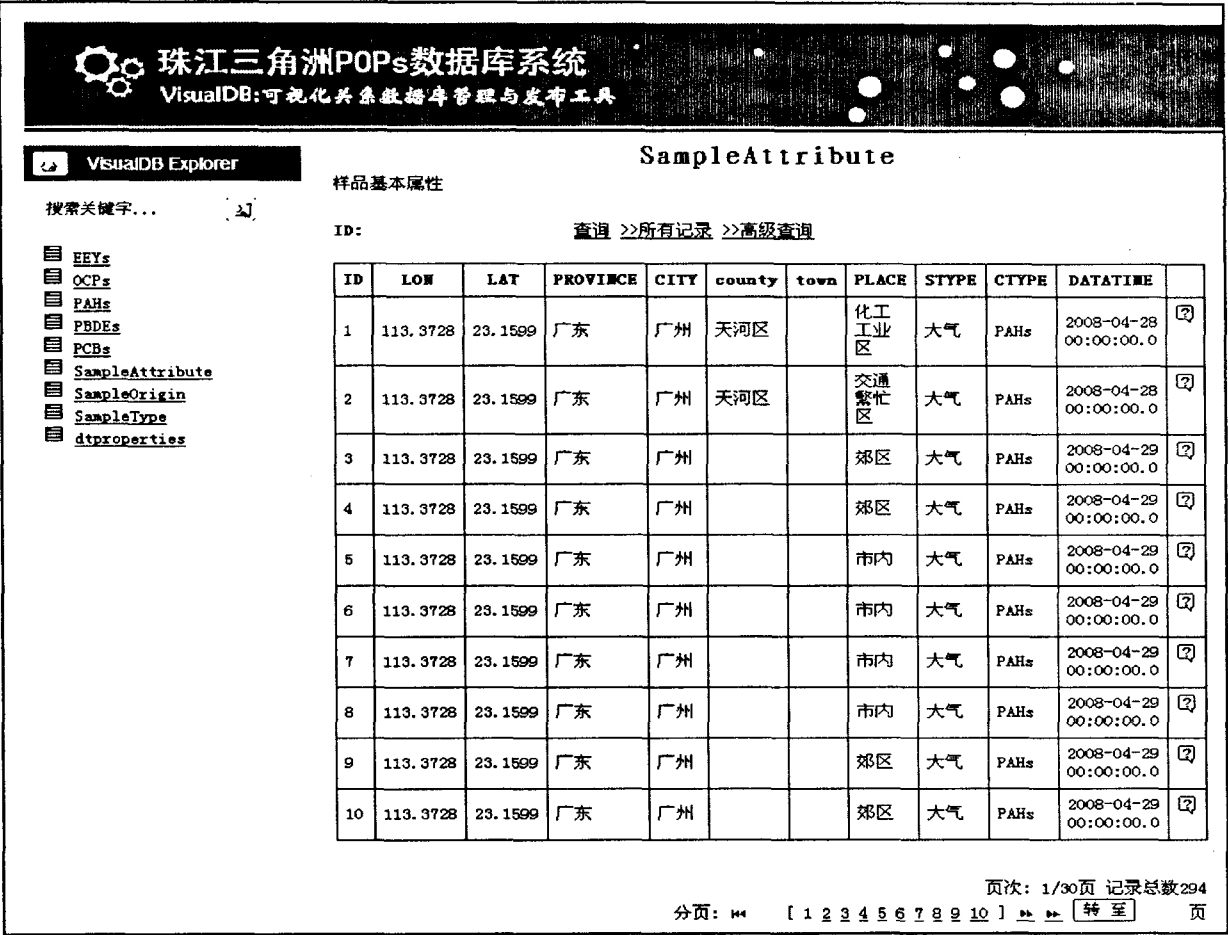 珠江三角洲POPs数据库系统
VisualDB:可视化关系数据库管理与发布工具
VisualDB Explorer
搜索关键字...
EEYs
OCPs
PAHs
PBDEs
PCBs
SampleAttribute
SampleOrigin
SampleType
dtproperties
SampleAttribute
样品基本属性
ID: 查询 >>所有记录 >>高级查询
ID LON LAT PROVINCE CITY county town PLACE STYPE CTYPE DATATIME
1 113.3728 23.1599 广东 广州 天河区 化工工业区 大气 PAHs 2008-04-28 00:00:00.0
2 113.3728 23.1599 广东 广州 天河区 交通繁忙区 大气 PAHs 2008-04-28 00:00:00.0
3 113.3728 23.1599 广东 广州 郊区 大气 PAHs 2008-04-29 00:00:00.0
4 113.3728 23.1599 广东 广州 郊区 大气 PAHs 2008-04-29 00:00:00.0
5 113.3728 23.1599 广东 广州 市内 大气 PAHs 2008-04-29 00:00:00.0
6 113.3728 23.1599 广东 广州 市内 大气 PAHs 2008-04-29 00:00:00.0
7 113.3728 23.1599 广东 广州 市内 大气 PAHs 2008-04-29 00:00:00.0
8 113.3728 23.1599 广东 广州 市内 大气 PAHs 2008-04-29 00:00:00.0
9 113.3728 23.1599 广东 广州 郊区 大气 PAHs 2008-04-29 00:00:00.0
10 113.3728 23.1599 广东 广州 郊区 大气 PAHs 2008-04-29 00:00:00.0
页次: 1/30页 记录总数294
分页: [ 1 2 3 4 5 6 7 8 9 10 ] 转 至 页